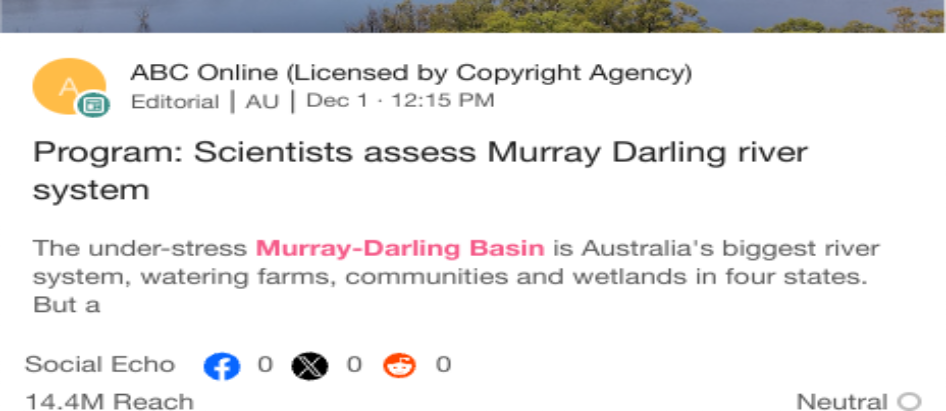 A
ABC Online (Licensed by Copyright Agency)
Editorial | AU | Dec 1 · 12:15 PM
Program: Scientists assess Murray Darling river
system
The under-stress Murray-Darling Basin is Australia's biggest river
system, watering farms, communities and wetlands in four states.
But a
Social Echo 0 0 0
14.4M Reach Neutral